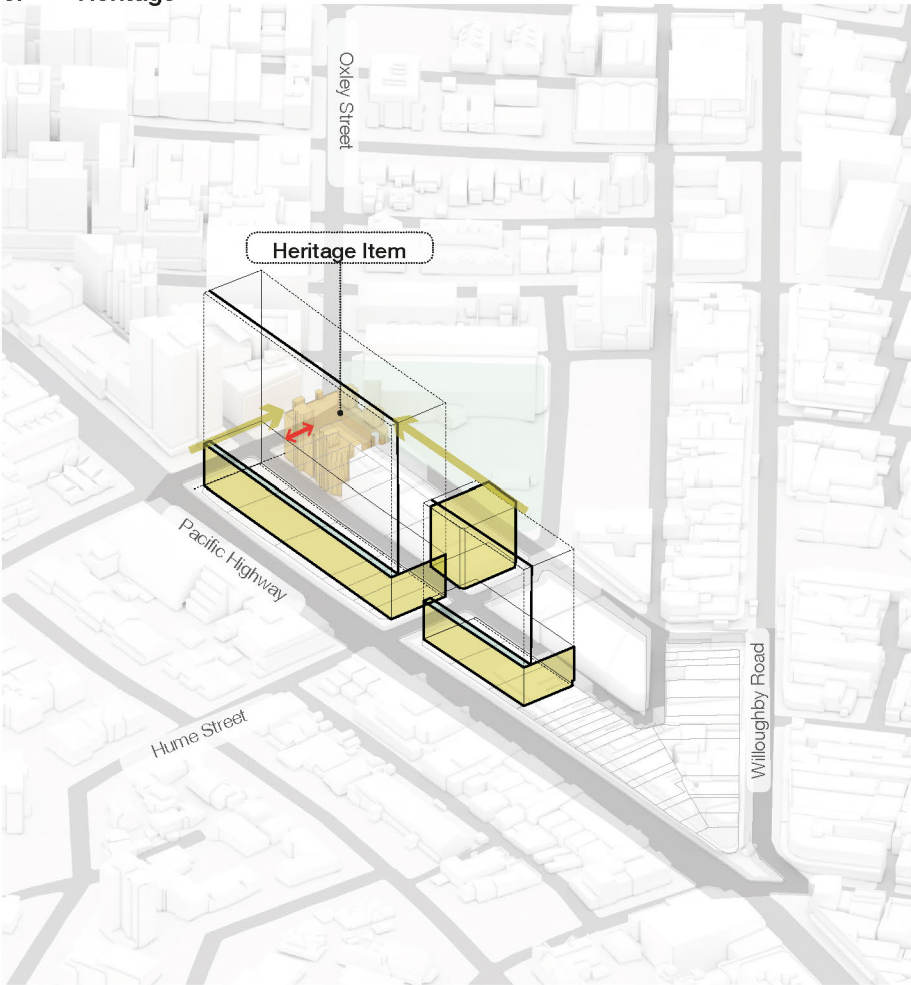 Heritage
Oxley Street
Heritage Item
Pacific Highway
Hume Street
Willoughby Road